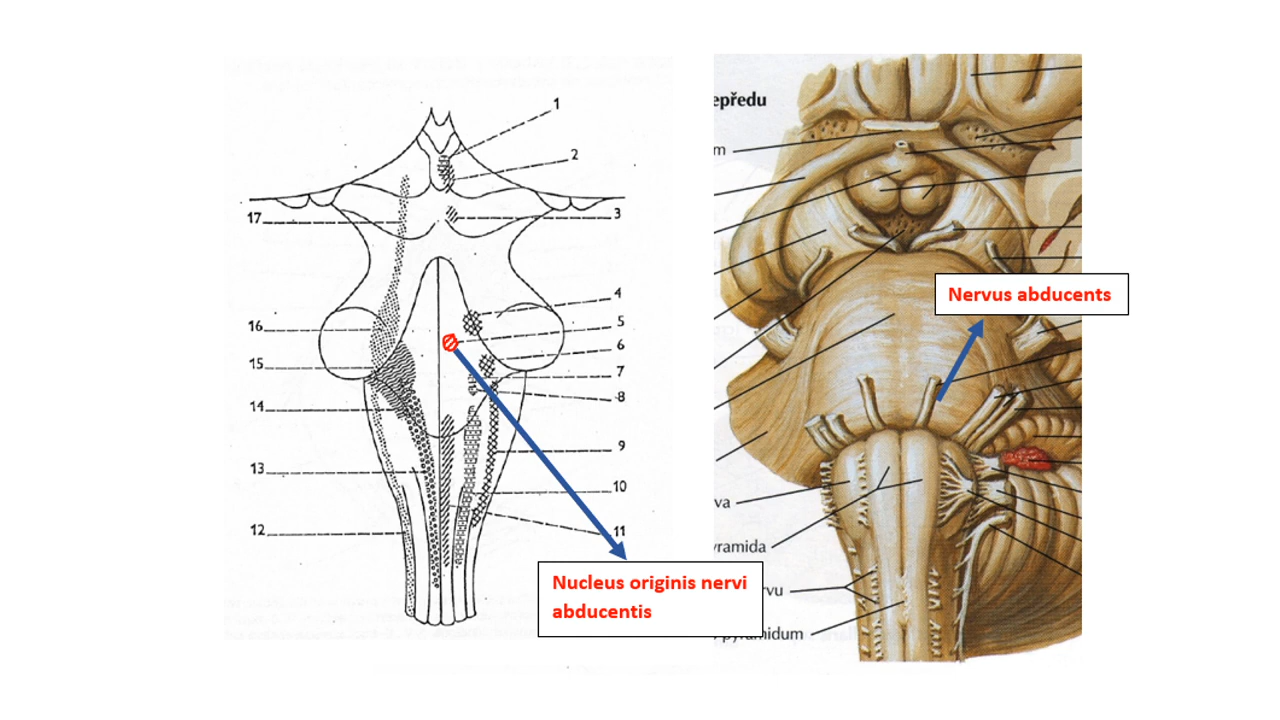 1
2
3
17
4
16
5
6
15
7
8
14
9
13
10
12
11
Nucleus originis nervi
abducentis
epředu
m
Nervus abducents
va
yramida
rvu
pyramidum